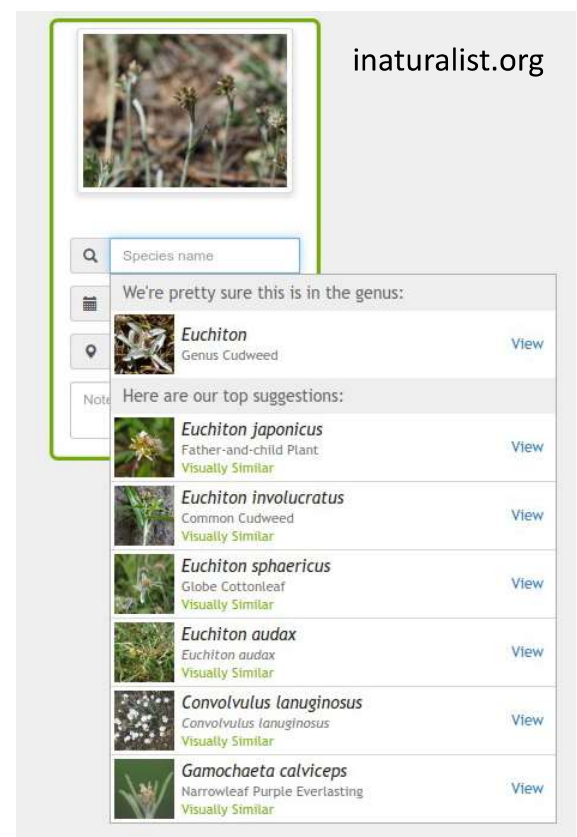 inaturalist.org
Species name
We're pretty sure this is in the genus:
Euchiton
Genus Cudweed
View
Note
Here are our top suggestions:
Euchiton japonicus
Father-and-child Plant
Visually Similar
View
Euchiton involucratus
Common Cudweed
Visually Similar
View
Euchiton sphaericus
Globe Cottonleaf
Visually Similar
View
Euchiton audax
Euchiton audax
Visually Similar
View
Convolvulus lanuginosus
Convolvulus lanuginosus
Visually Similar
View
Gamochaeta calviceps
Narrowleaf Purple Everlasting
Visually Similar
View